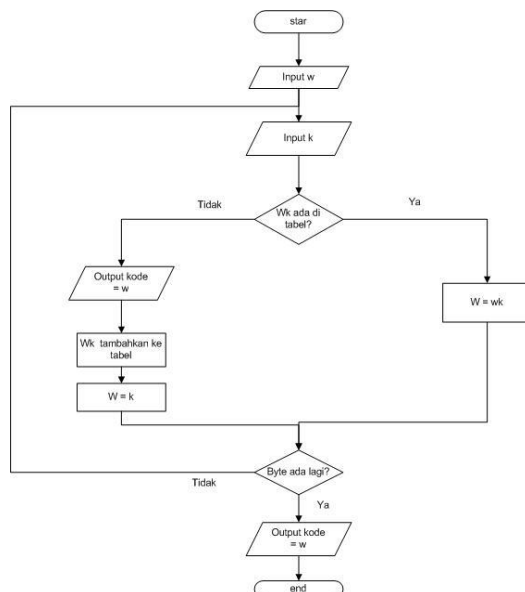 star
Input w
Input k
Wk ada di
tabel?
Tidak
Ya
Output kode
= w
Wk tambahkan ke
tabel
W = k
W = wk
Byte ada lagi?
Tidak
Ya
Output kode
= w
end